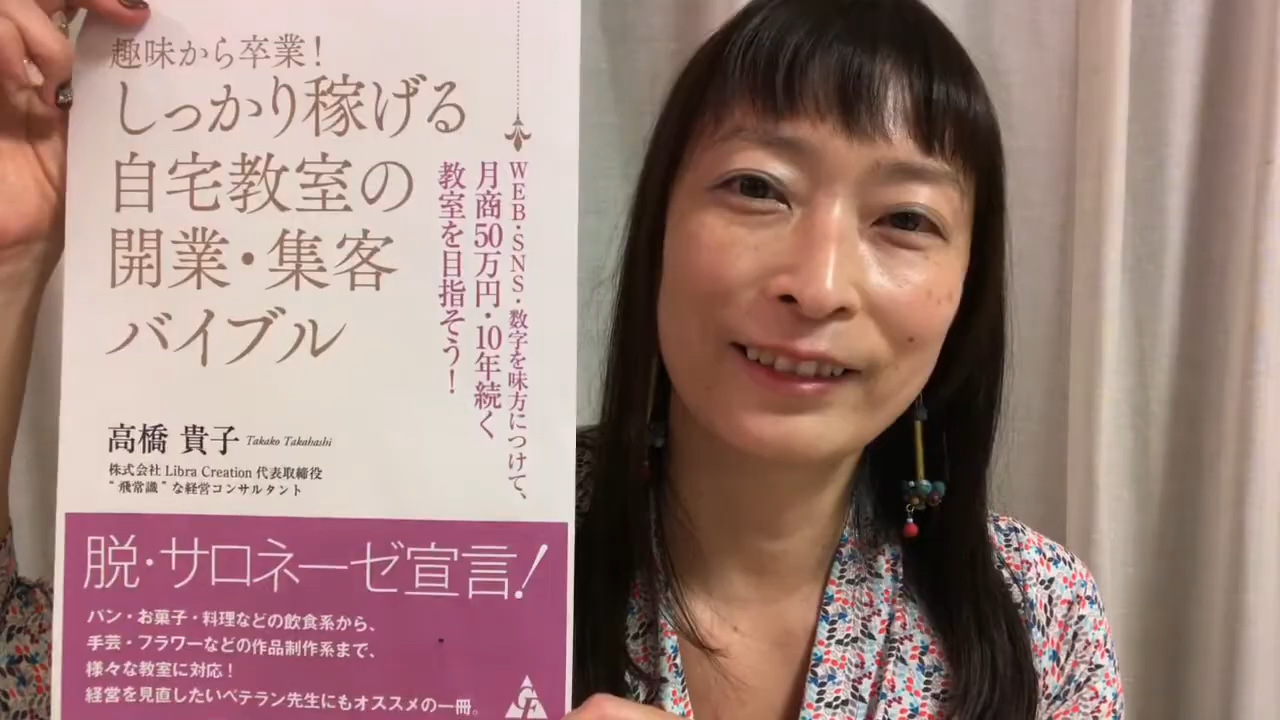 趣味から卒業！
しっかり稼げる
自宅教室の
開業・集客
バイブル
WEB・SNS・数字を味方につけて、
月商50万円・10年続く
教室を目指そう！
高橋 貴子 Takako Takahashi
株式会社 Libra Creation 代表取締役
“飛常識”な経営コンサルタント
脱・サロネーゼ宣言！
パン・お菓子・料理などの飲食系から、
手芸・フラワーなどの作品制作系まで、
様々な教室に対応！
経営を見直したいベテラン先生にもオススメの一冊。